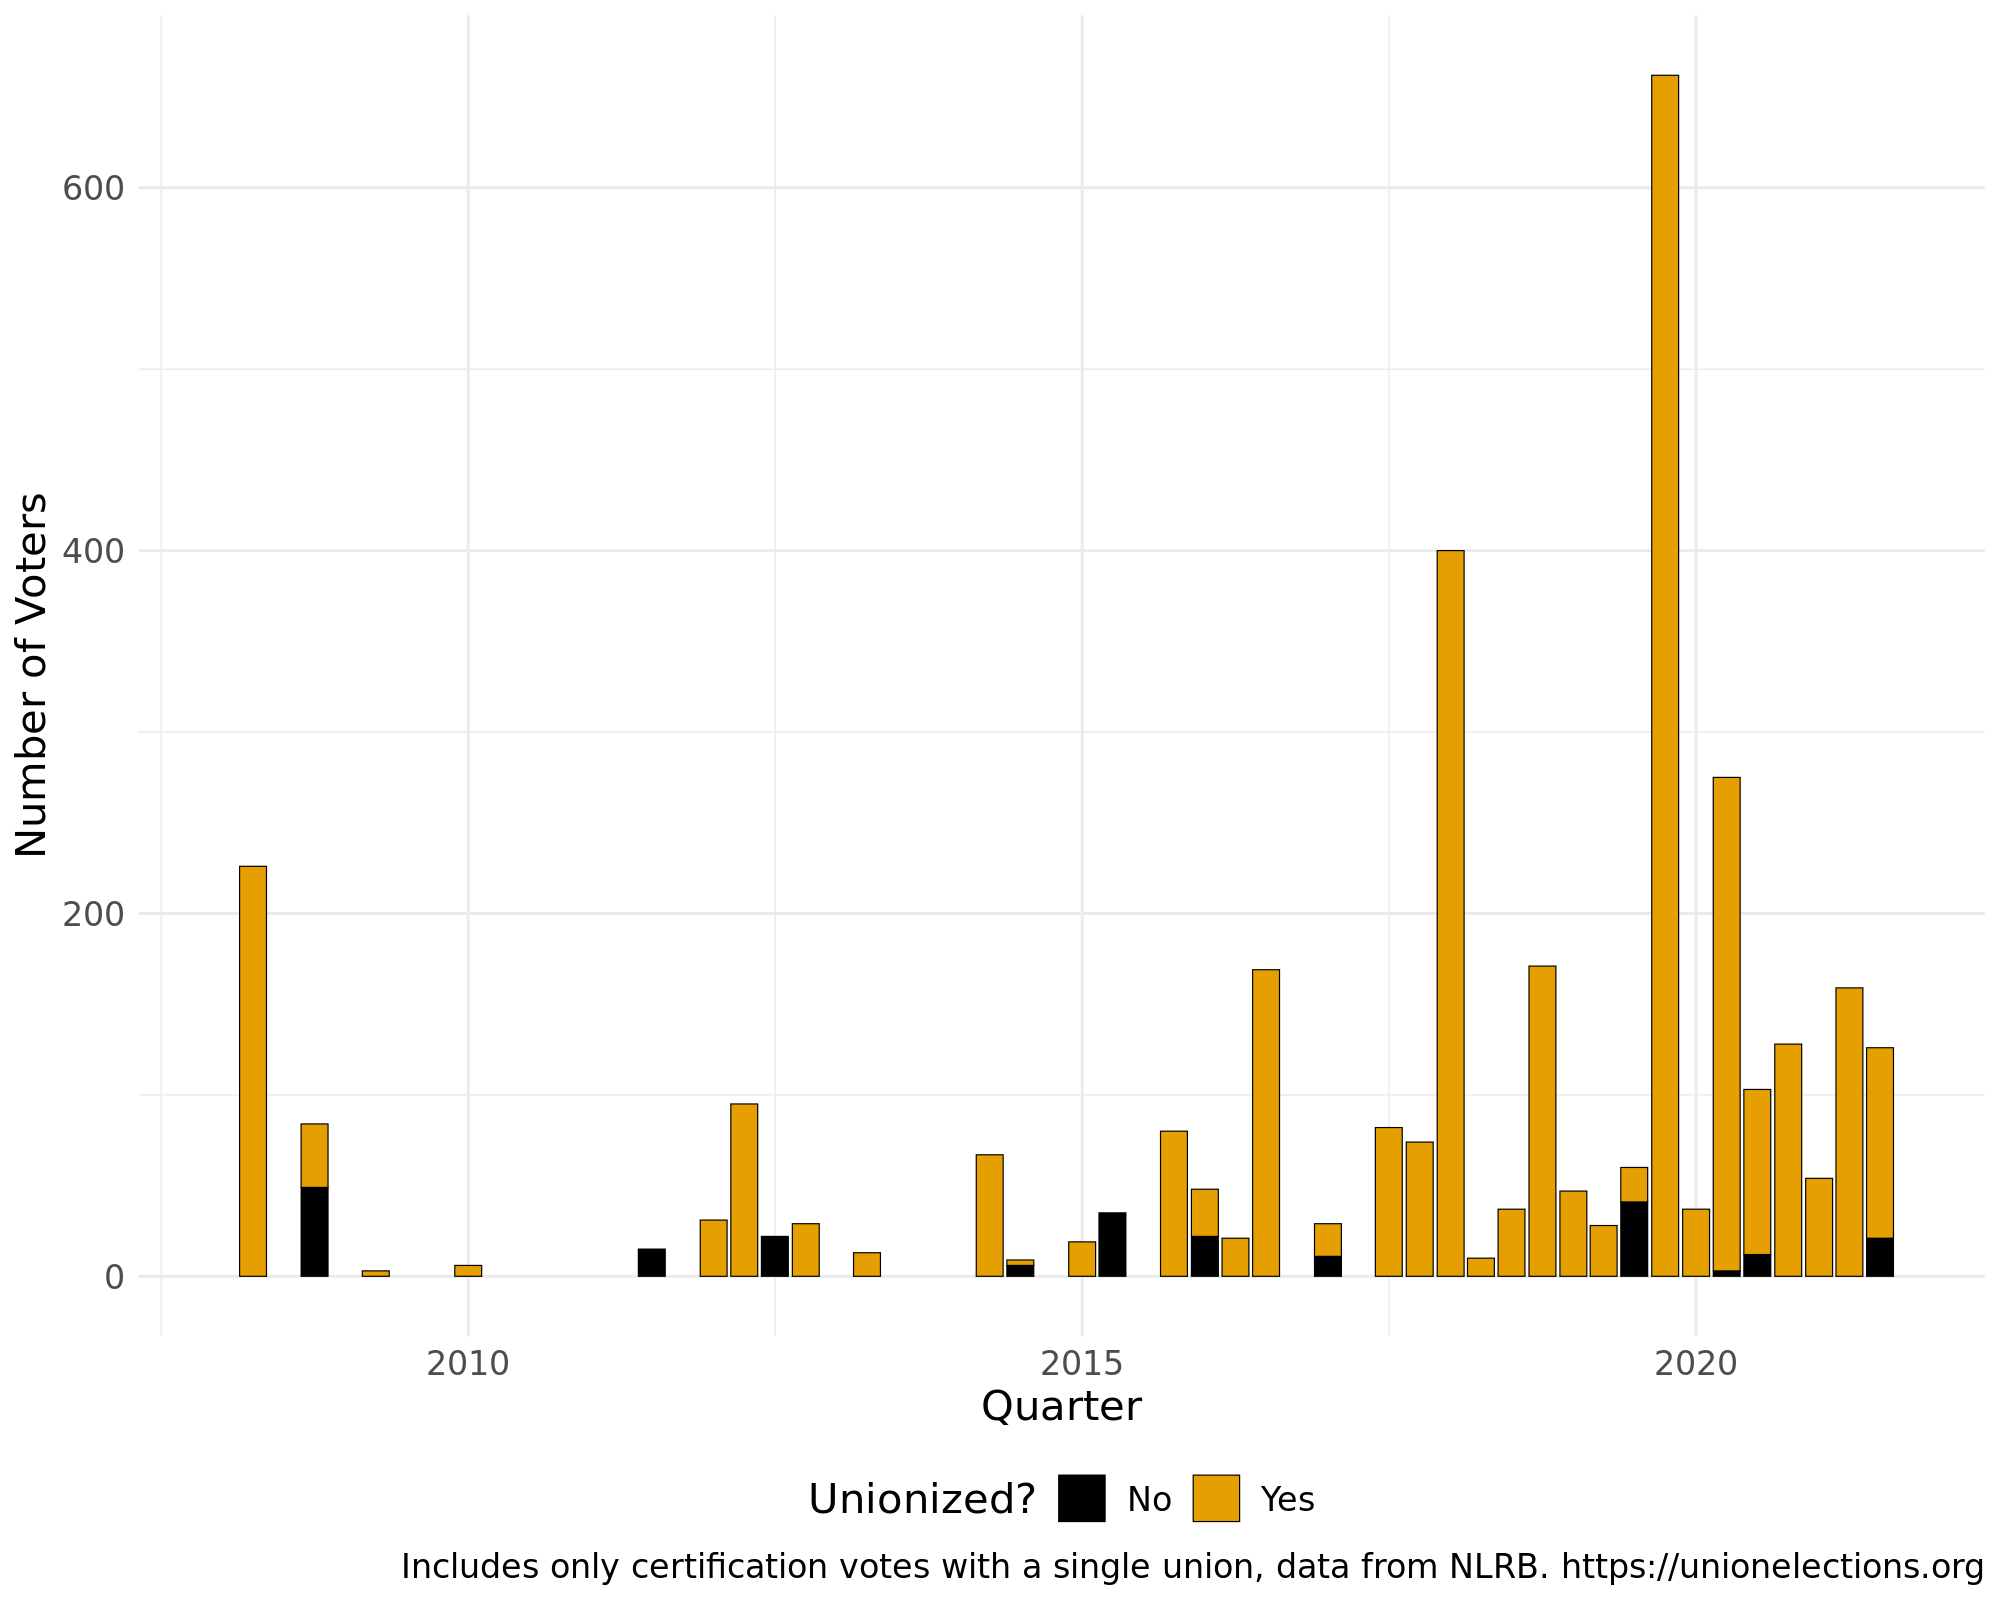 600
400
200
0
Number of Voters
2010 2015 2020
Quarter
Unionized? No Yes
Includes only certification votes with a single union, data from NLRB. https://unionelections.org